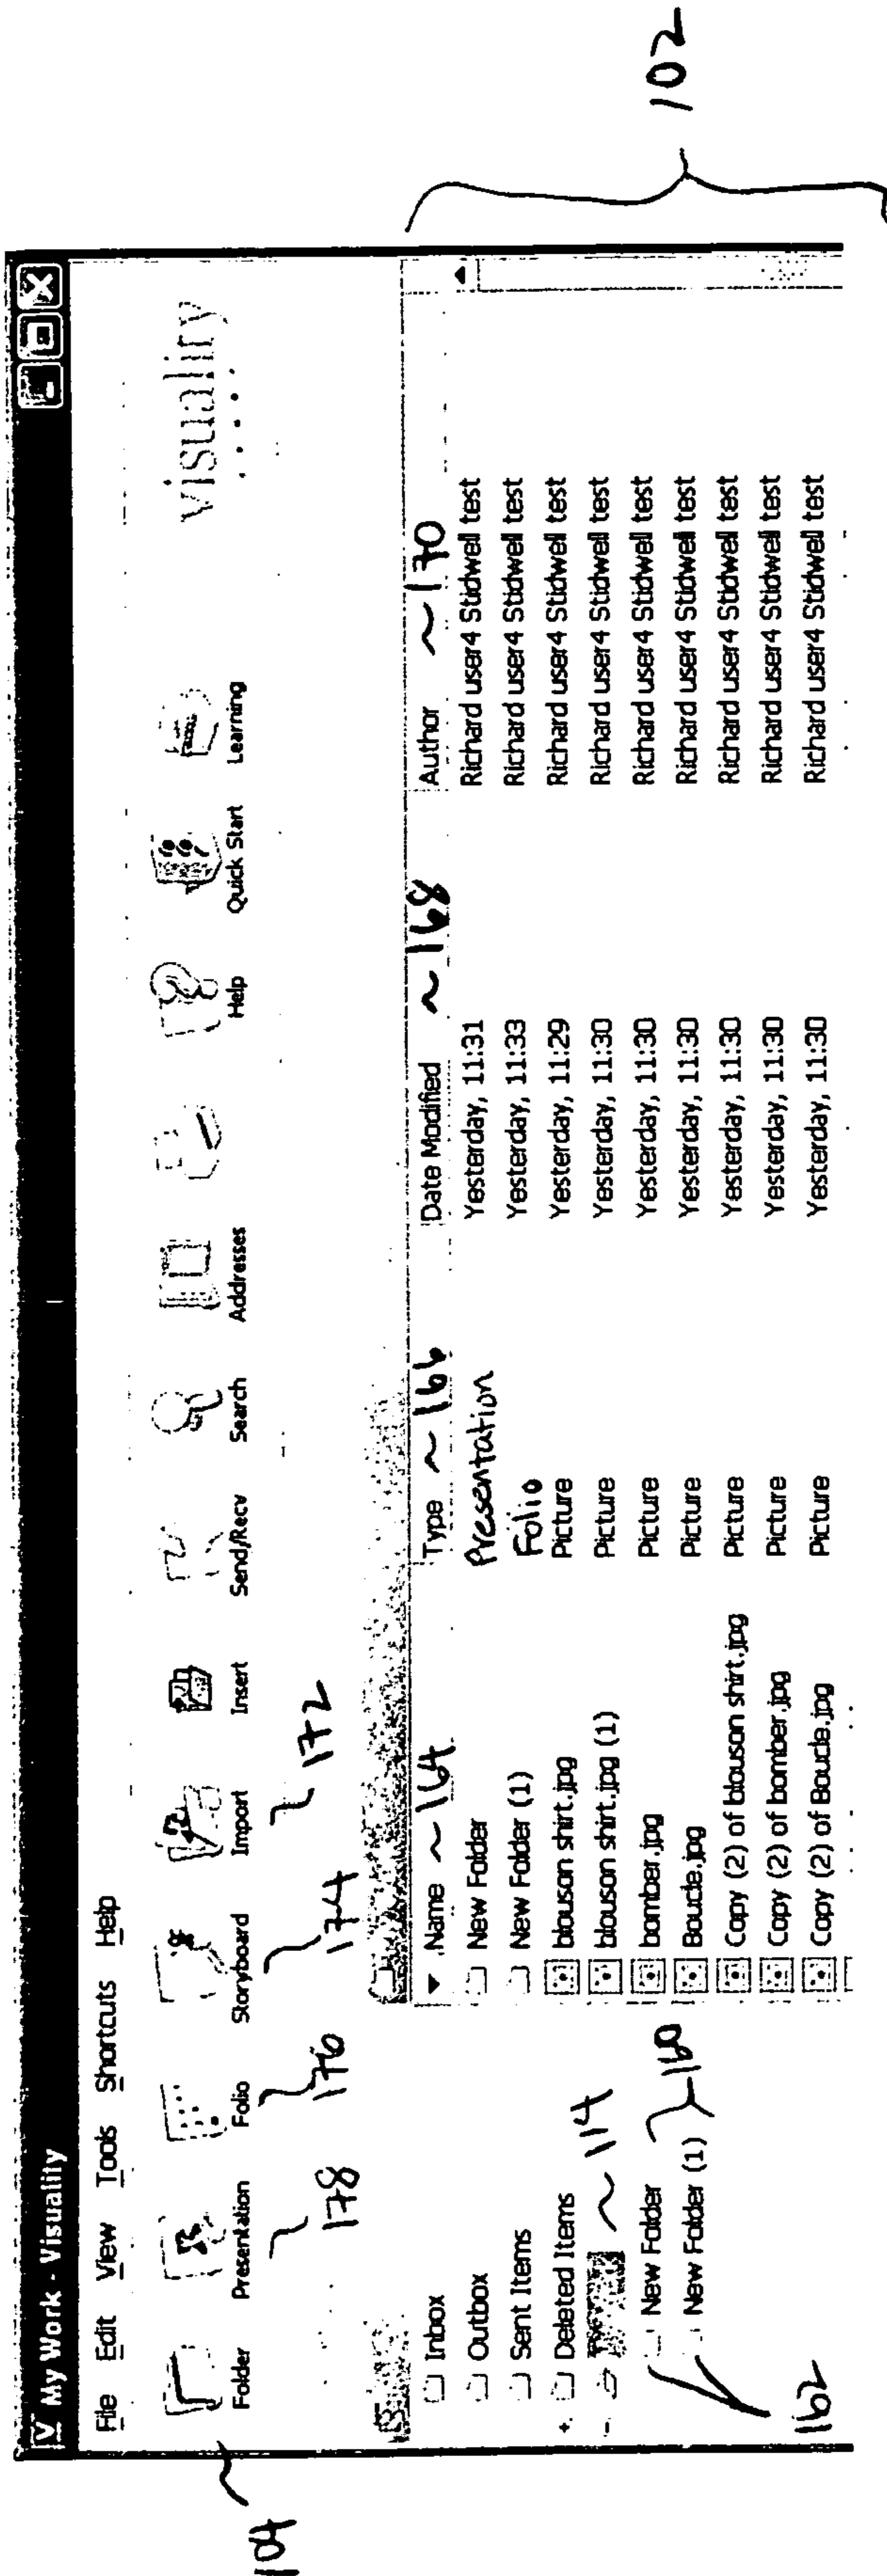 My Work - Visuality
File Edit View Tools Shortcuts Help
104
Folder Presentation Folio Storyboard Import Insert Send/Recv Search Addresses Help Quick Start Learning
visuality
178 176 174 172
Name ~ 164 Type ~ 166 Date Modified ~ 168 Author ~ 170
Inbox
Outbox
Sent Items
Deleted Items
~ 114
New Folder
New Folder (1)
160
162
New Folder Presentation Yesterday, 11:31 Richard user4 Stidwell test
New Folder (1) Folio Yesterday, 11:33 Richard user4 Stidwell test
blouson shirt.jpg Picture Yesterday, 11:29 Richard user4 Stidwell test
blouson shirt.jpg (1) Picture Yesterday, 11:30 Richard user4 Stidwell test
bomber.jpg Picture Yesterday, 11:30 Richard user4 Stidwell test
Boucle.jpg Picture Yesterday, 11:30 Richard user4 Stidwell test
Copy (2) of blouson shirt.jpg Picture Yesterday, 11:30 Richard user4 Stidwell test
Copy (2) of bomber.jpg Picture Yesterday, 11:30 Richard user4 Stidwell test
Copy (2) of Boucle.jpg Picture Yesterday, 11:30 Richard user4 Stidwell test
102